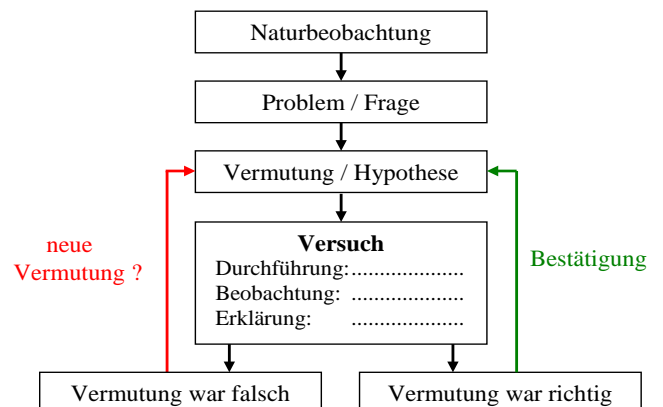 Naturbeobachtung
Problem / Frage
Vermutung / Hypothese
Versuch
Durchführung:.....................
Beobachtung: .....................
Erklärung: .....................
neue
Vermutung ?
Bestätigung
Vermutung war falsch
Vermutung war richtig